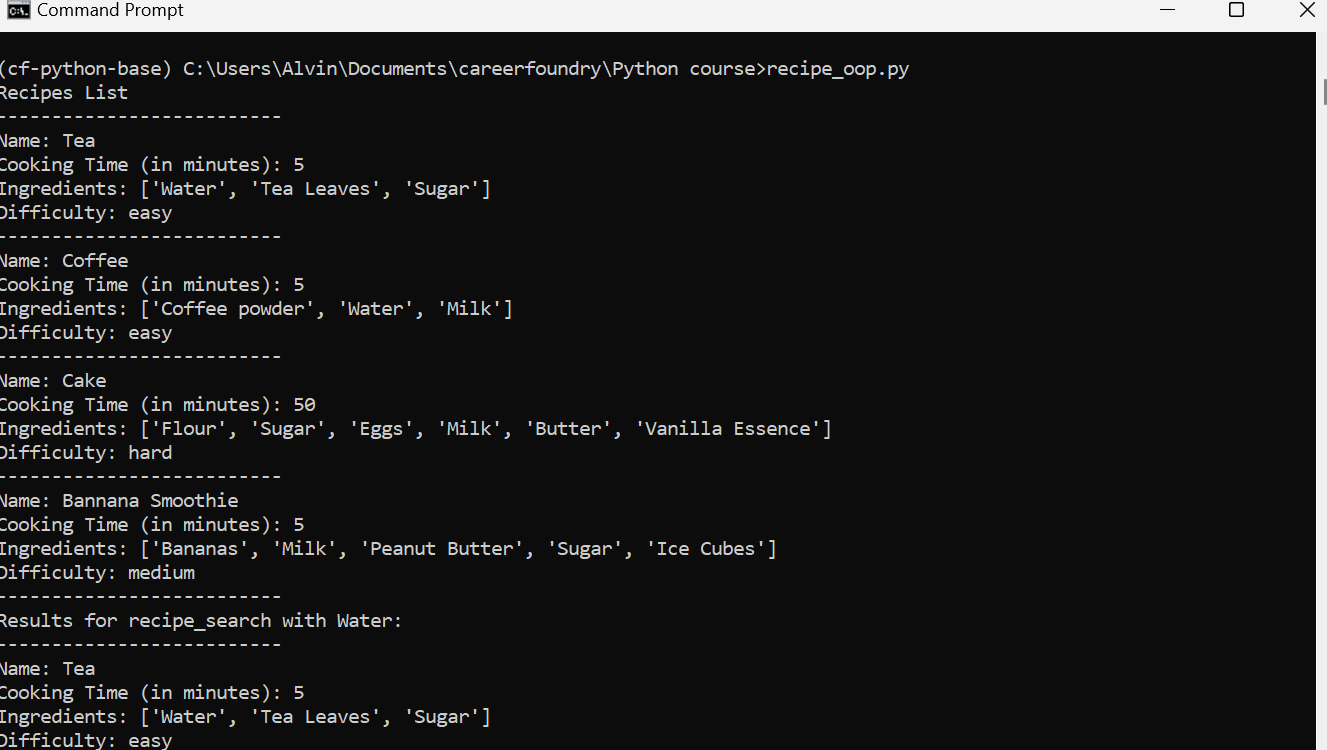 Command Prompt
(cf-python-base) C:\Users\Alvin\Documents\careerfoundry\Python course>recipe_oop.py
Recipes List
--------------------------
Name: Tea
Cooking Time (in minutes): 5
Ingredients: ['Water', 'Tea Leaves', 'Sugar']
Difficulty: easy
--------------------------
Name: Coffee
Cooking Time (in minutes): 5
Ingredients: ['Coffee powder', 'Water', 'Milk']
Difficulty: easy
--------------------------
Name: Cake
Cooking Time (in minutes): 50
Ingredients: ['Flour', 'Sugar', 'Eggs', 'Milk', 'Butter', 'Vanilla Essence']
Difficulty: hard
--------------------------
Name: Bannana Smoothie
Cooking Time (in minutes): 5
Ingredients: ['Bananas', 'Milk', 'Peanut Butter', 'Sugar', 'Ice Cubes']
Difficulty: medium
--------------------------
Results for recipe_search with Water:
--------------------------
Name: Tea
Cooking Time (in minutes): 5
Ingredients: ['Water', 'Tea Leaves', 'Sugar']
Difficulty: easy